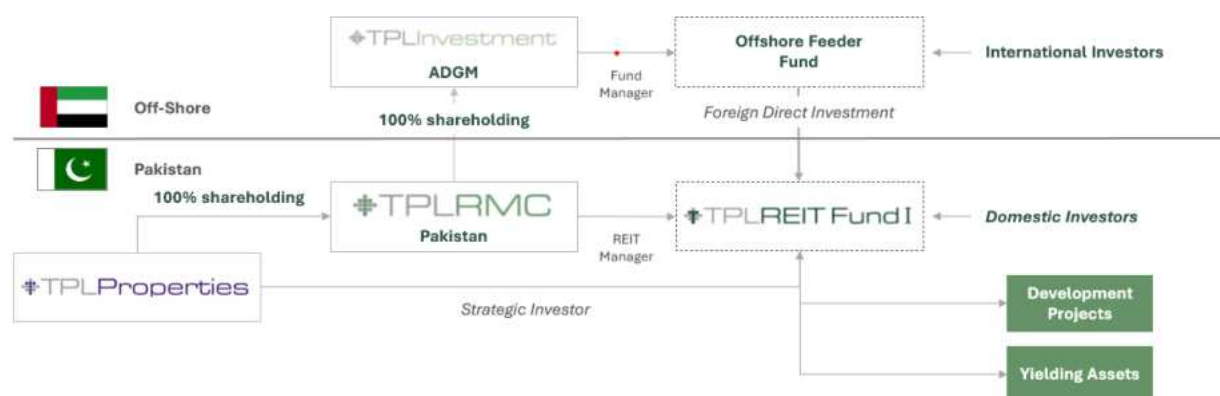 TPLInvestment
ADGM
Offshore Feeder
Fund
International Investors
Fund
Manager
Off-Shore
100% shareholding
Foreign Direct Investment
Pakistan
100% shareholding
TPLRMC
Pakistan
REIT
Manager
TPLREIT Fund I
Domestic Investors
TPLProperties
Strategic Investor
Development
Projects
Yielding Assets